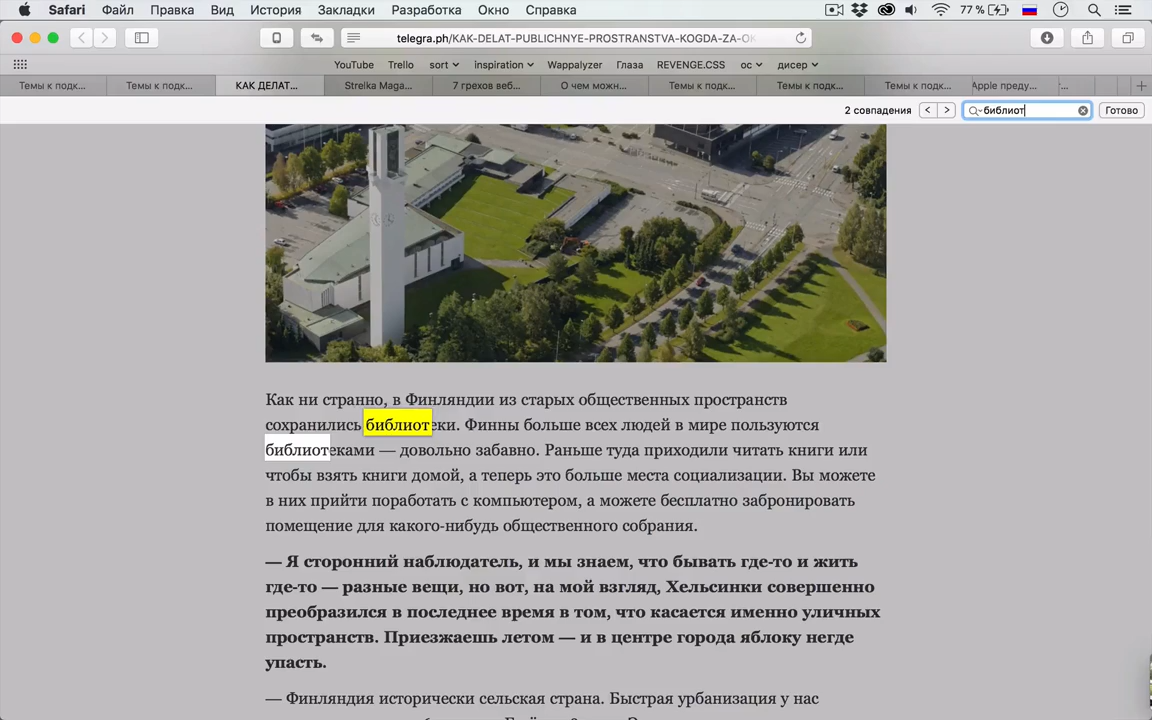 Safari Файл Правка Вид История Закладки Разработка Окно Справка 77 %
telegra.ph/KAK-DELAT-PUBLICHNYE-PROSTRANSTVA-KOGDA-ZA-OK
YouTube Trello sort inspiration Wappalyzer Глаза REVENGE.CSS ос дисер
Темы к подк... Темы к подк... КАК ДЕЛАТ... Strelka Maga... 7 грехов веб... О чем можн... Темы к подк... Темы к подк... Темы к подк... Apple преду... ...
2 совпадения библиот Готово
Как ни странно, в Финляндии из старых общественных пространств
сохранились библиотеки. Финны больше всех людей в мире пользуются
библиотеками — довольно забавно. Раньше туда приходили читать книги или
чтобы взять книги домой, а теперь это больше места социализации. Вы можете
в них прийти поработать с компьютером, а можете бесплатно забронировать
помещение для какого-нибудь общественного собрания.
— Я сторонний наблюдатель, и мы знаем, что бывать где-то и жить
где-то — разные вещи, но вот, на мой взгляд, Хельсинки совершенно
преобразился в последнее время в том, что касается именно уличных
пространств. Приезжаешь летом — и в центре города яблоку негде
упасть.
— Финляндия исторически сельская страна. Быстрая урбанизация у нас